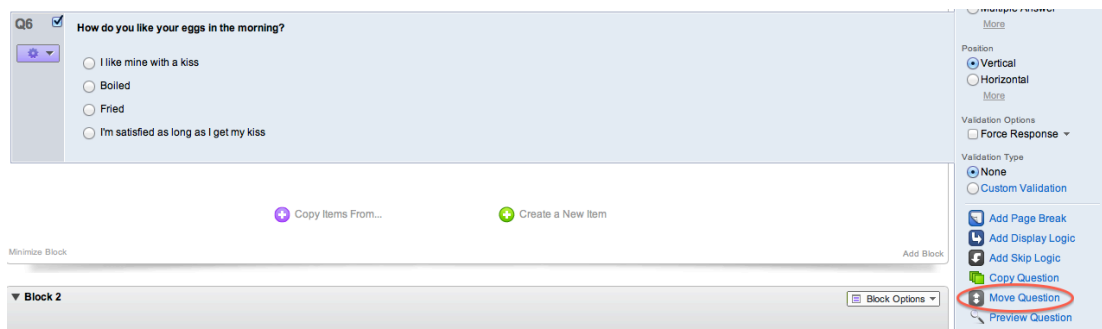 Q6
How do you like your eggs in the morning?
I like mine with a kiss
Boiled
Fried
I'm satisfied as long as I get my kiss
Copy Items From...
Create a New Item
Minimize Block
Add Block
Block 2
Block Options
Multiple Answer
More
Position
Vertical
Horizontal
More
Validation Options
Force Response
Validation Type
None
Custom Validation
Add Page Break
Add Display Logic
Add Skip Logic
Copy Question
Move Question
Preview Question